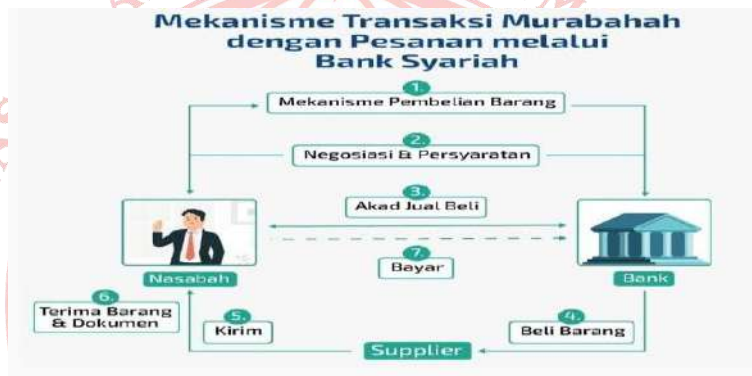 Mekanisme Transaksi Murabahah
dengan Pesanan melalui
Bank Syariah
1.
Mekanisme Pembelian Barang
2.
Negosiasi & Persyaratan
3.
Akad Jual Beli
7.
Bayar
Nasabah
Bank
6.
Terima Barang
& Dokumen
5.
Kirim
4.
Beli Barang
Supplier